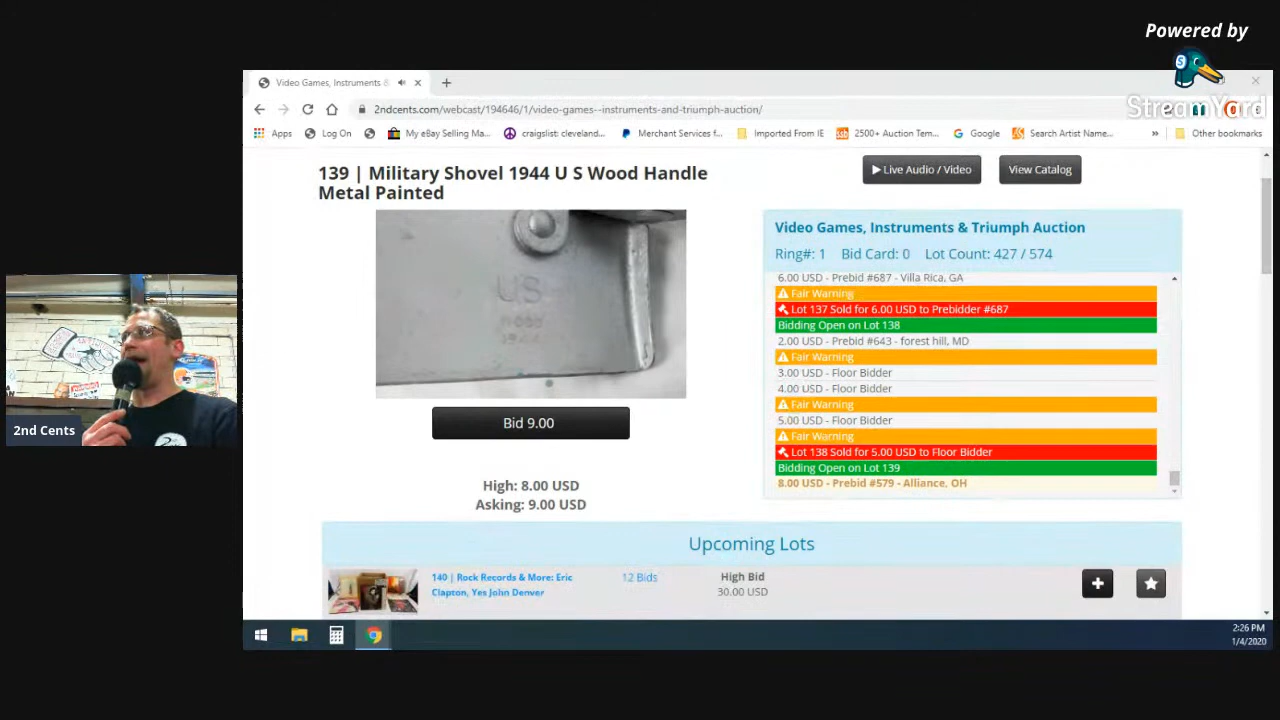 Powered by
StreamYard
Video Games, Instruments &
2ndcents.com/webcast/194646/1/video-games--instruments-and-triumph-auction/
Apps
Log On
My eBay Selling Ma...
craigslist: cleveland...
Merchant Services f...
Imported From IE
2500+ Auction Tem...
Google
Search Artist Name...
»
Other bookmarks
139 | Military Shovel 1944 U S Wood Handle
Metal Painted
Live Audio / Video
View Catalog
US
Bid 9.00
High: 8.00 USD
Asking: 9.00 USD
Video Games, Instruments & Triumph Auction
Ring#: 1 Bid Card: 0 Lot Count: 427 / 574
6.00 USD - Prebid #687 - Villa Rica, GA
Fair Warning
Lot 137 Sold for 6.00 USD to Prebidder #687
Bidding Open on Lot 138
2.00 USD - Prebid #643 - forest hill, MD
Fair Warning
3.00 USD - Floor Bidder
4.00 USD - Floor Bidder
Fair Warning
5.00 USD - Floor Bidder
Fair Warning
Lot 138 Sold for 5.00 USD to Floor Bidder
Bidding Open on Lot 139
8.00 USD - Prebid #579 - Alliance, OH
2nd Cents
Upcoming Lots
140 | Rock Records & More: Eric
Clapton, Yes John Denver
12 Bids
High Bid
30.00 USD
2:26 PM
1/4/2020